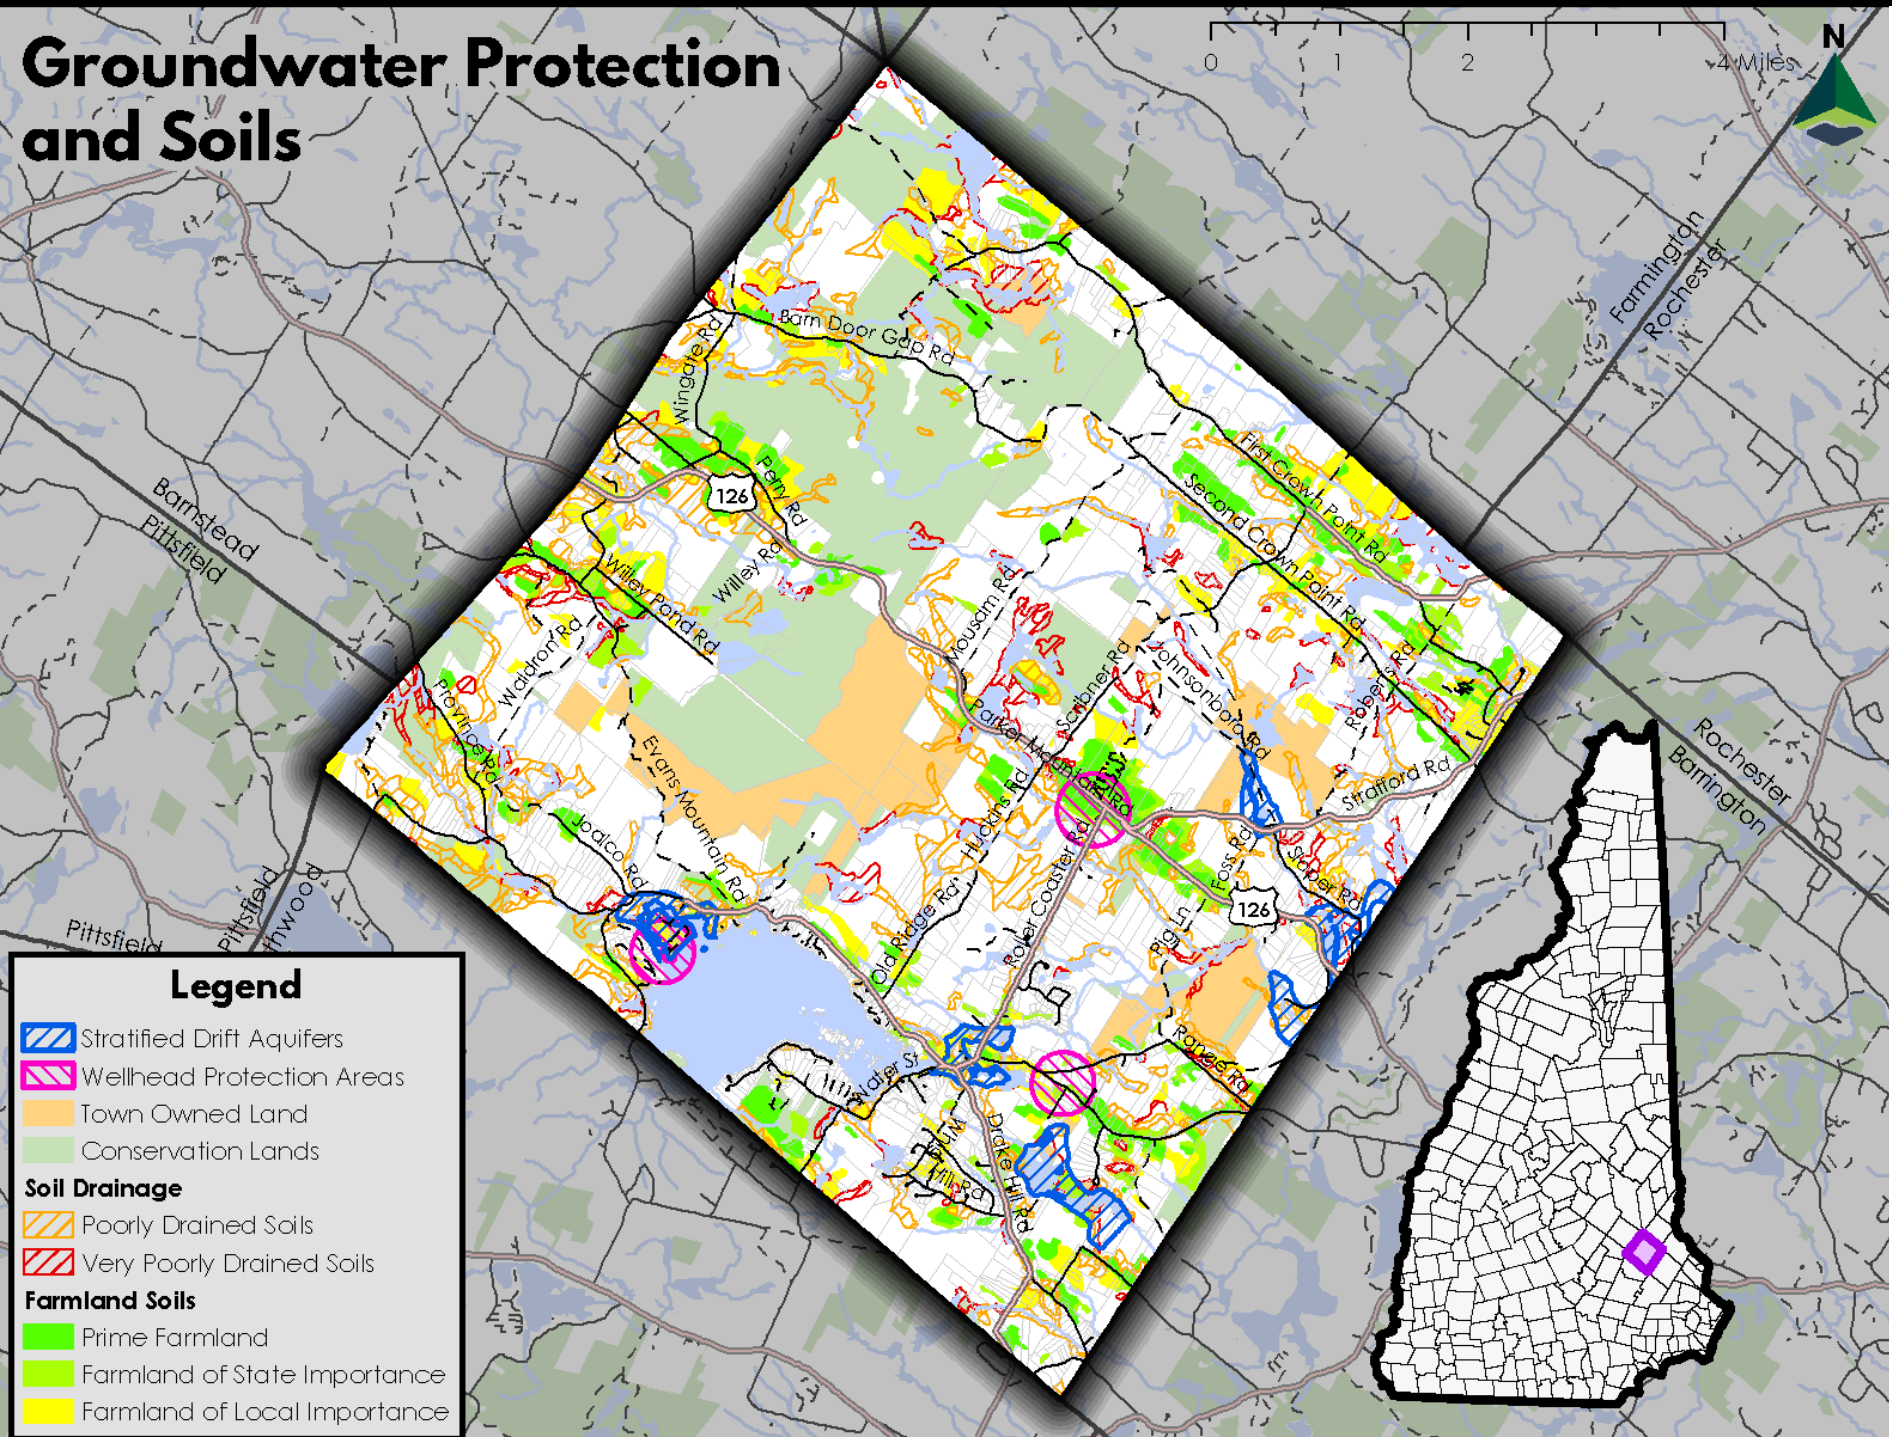 Groundwater Protection
and Soils
0 1 2 4 Miles
N
Farmington
Rochester
Barn Door Gap Rd
Wingate Rd
First Crown Point Rd
Second Crown Point Rd
Perry Rd
126
Barnstead
Pittsfield
Willey Rd
Willey Pond Rd
Mousam Rd
Waldron Rd
Scribner Rd
Johnsonboro Rd
Roberts Rd
Province Rd
Parker Mountain Rd
Evans Mountain Rd
Strafford Rd
Rochester
Barrington
Huckins Rd
Joalco Rd
Roller Coaster Rd
Foss Rd
Sloper Rd
126
Pig Ln
Old Ridge Rd
Pittsfield
Pittsfield
thwood
Range Rd
Water St
Drake Hill Rd
Hill Rd
Legend
Stratified Drift Aquifers
Wellhead Protection Areas
Town Owned Land
Conservation Lands
Soil Drainage
Poorly Drained Soils
Very Poorly Drained Soils
Farmland Soils
Prime Farmland
Farmland of State Importance
Farmland of Local Importance